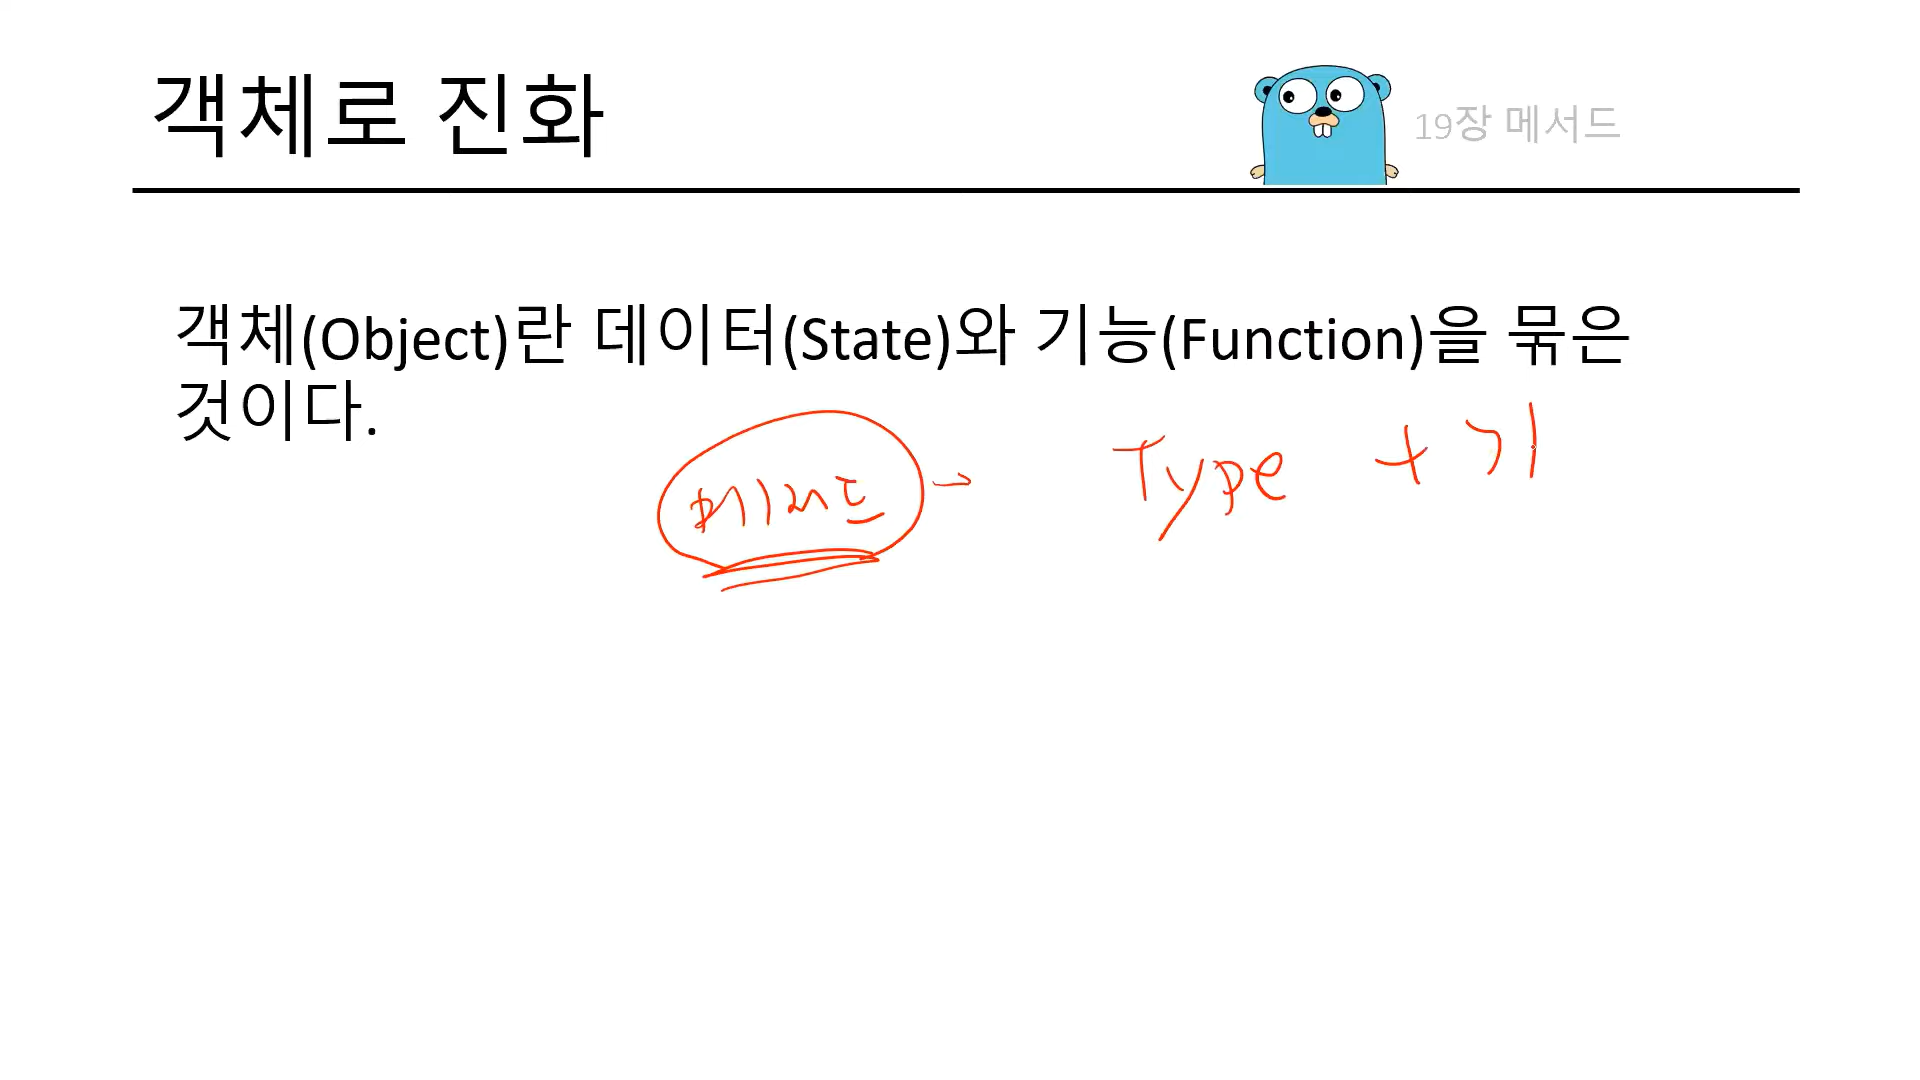 객체로 진화
19장 메서드
객체(Object)란 데이터(State)와 기능(Function)을 묶은
것이다.
메서드 → Type + 기